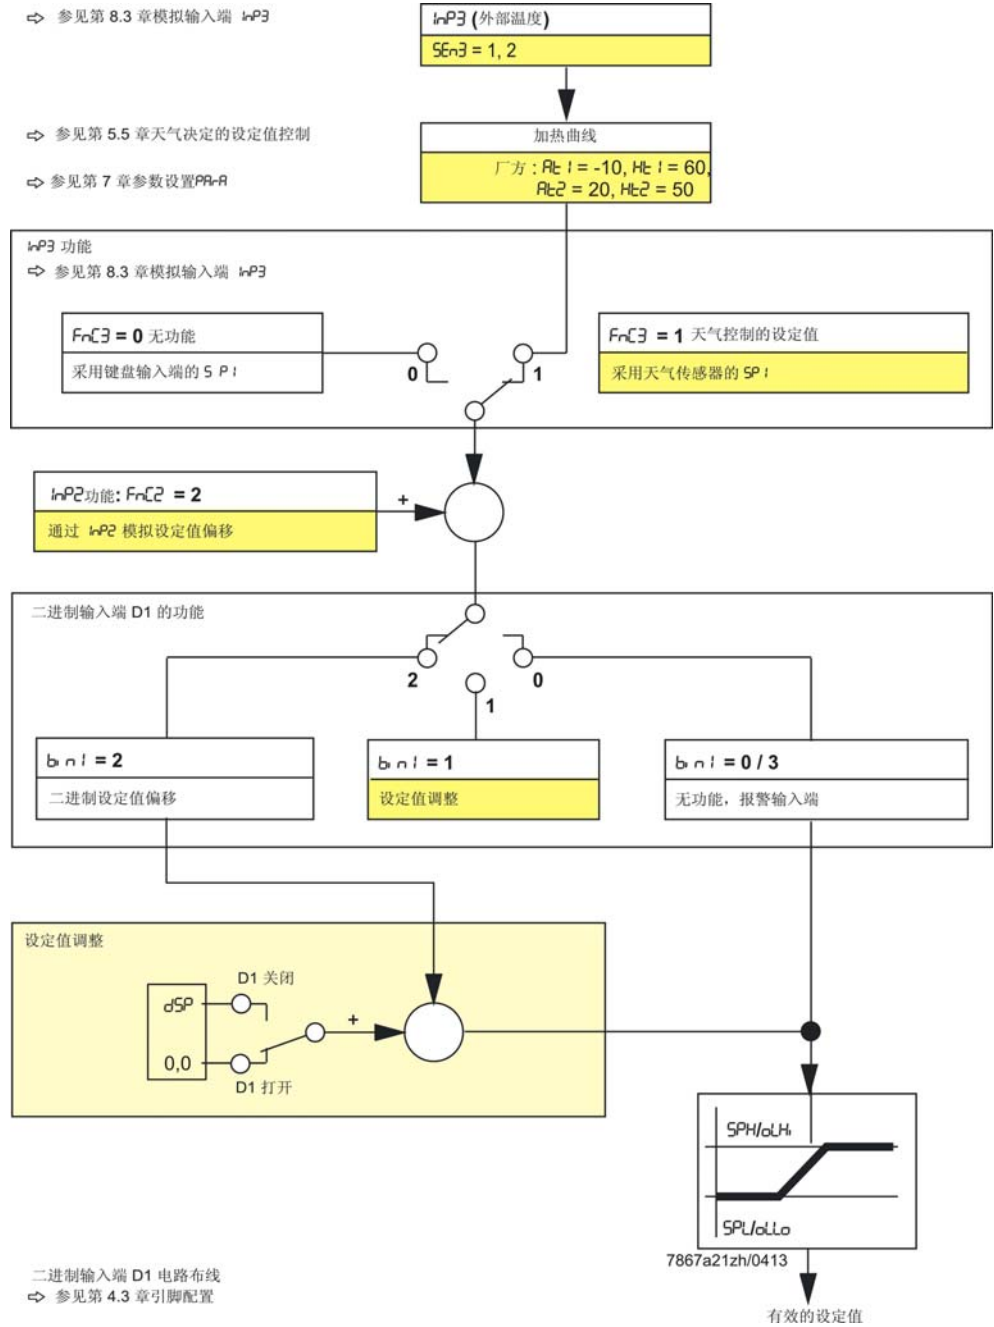 参见第 8.3 章模拟输入端 InP3
InP3 (外部温度)
SEn3 = 1, 2
参见第 5.5 章天气决定的设定值控制
参见第 7 章参数设置PArA
加热曲线
厂方 : At1 = -10, Ht1 = 60,
At2 = 20, Ht2 = 50
InP3 功能
参见第 8.3 章模拟输入端 InP3
FnC3 = 0 无功能
采用键盘输入端的 S P1
0
1
FnC3 = 1 天气控制的设定值
采用天气传感器的 SP1
InP2功能: FnC2 = 2
通过 InP2 模拟设定值偏移
+
二进制输入端 D1 的功能
2
1
0
bin1 = 2
二进制设定值偏移
bin1 = 1
设定值调整
bin1 = 0 / 3
无功能，报警输入端
设定值调整
D1 关闭
dSP
+
0,0
D1 打开
SPH/oLHi
SPL/oLLo
7867a21zh/0413
二进制输入端 D1 电路布线
参见第 4.3 章引脚配置
有效的设定值